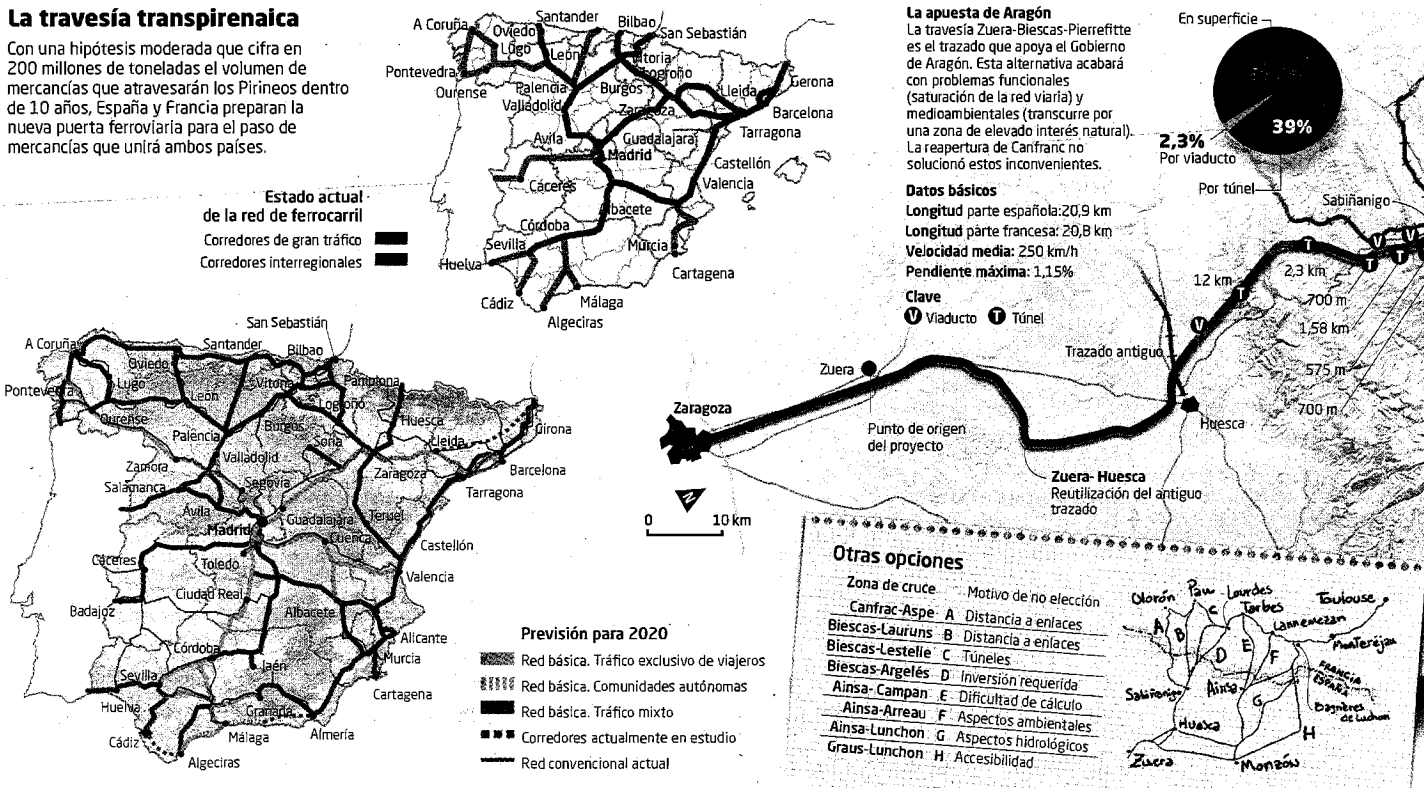 La travesía transpirenaica
Con una hipótesis moderada que cifra en
200 millones de toneladas el volumen de
mercancías que atravesarán los Pirineos dentro
de 10 años, España y Francia preparan la
nueva puerta ferroviaria para el paso de
mercancías que unirá ambos países.
Estado actual
de la red de ferrocarril
Corredores de gran tráfico
Corredores interregionales
A Coruña
Oviedo
Santander
Bilbao
San Sebastián
Lugo
León
Vitoria
Logroño
Gerona
Pontevedra
Ourense
Palencia
Burgos
Lleida
Valladolid
Zaragoza
Barcelona
Tarragona
Avila
Guadalajara
Madrid
Castellón
Cáceres
Valencia
Albacete
Córdoba
Sevilla
Murcia
Huelva
Cartagena
Cádiz
Málaga
Algeciras
San Sebastián
A Coruña
Santander
Bilbao
Oviedo
Pontevedra
Lugo
León
Vitoria
Pamplona
Logroño
Huesca
Girona
Ourense
Burgos
Palencia
Soria
Lleida
Valladolid
Zamora
Zaragoza
Barcelona
Segovia
Salamanca
Tarragona
Ávila
Madrid
Guadalajara
Teruel
Cuenca
Castellón
Cáceres
Toledo
Valencia
Ciudad Real
Badajoz
Albacete
Alicante
Córdoba
Murcia
Jaén
Sevilla
Cartagena
Huelva
Granada
Cádiz
Málaga
Almería
Algeciras
Previsión para 2020
Red básica. Tráfico exclusivo de viajeros
Red básica. Comunidades autónomas
Red básica. Tráfico mixto
Corredores actualmente en estudio
Red convencional actual
La apuesta de Aragón
La travesía Zuera-Biescas-Pierrefitte
es el trazado que apoya el Gobierno
de Aragón. Esta alternativa acabará
con problemas funcionales
(saturación de la red viaria) y
medioambientales (transcurre por
una zona de elevado interés natural).
La reapertura de Canfranc no
solucionó estos inconvenientes.
Datos básicos
Longitud parte española:20,9 km
Longitud parte francesa: 20,8 km
Velocidad media: 250 km/h
Pendiente máxima: 1,15%
Clave
V Viaducto T Túnel
En superficie
39%
2,3%
Por viaducto
Por túnel
Sabiñanigo
V V
T T T
2,3 km
12 km
T
700 m
V
1,58 km
Trazado antiguo
575 m
700 m
Zuera
Zaragoza
Huesca
Punto de origen
del proyecto
Zuera- Huesca
Reutilización del antiguo
trazado
N
0 10 km
Otras opciones
Zona de cruce Motivo de no elección
Canfrac-Aspe A Distancia a enlaces
Biescas-Lauruns B Distancia a enlaces
Biescas-Lestelle C Túneles
Biescas-Argelés D Inversión requerida
Ainsa- Campan E Dificultad de cálculo
Ainsa-Arreau F Aspectos ambientales
Ainsa-Lunchon G Aspectos hidrológicos
Graus-Lunchon H Accesibilidad
Olorón
Pau
Lourdes
Tarbes
Toulouse
Lannemezan
Monteréjau
A B C D E F G H
FRANCIA
ESPAÑA
Sabiñanigo
Ainsa
Bagnères
de Luchon
Huesca
Zuera
Monzón